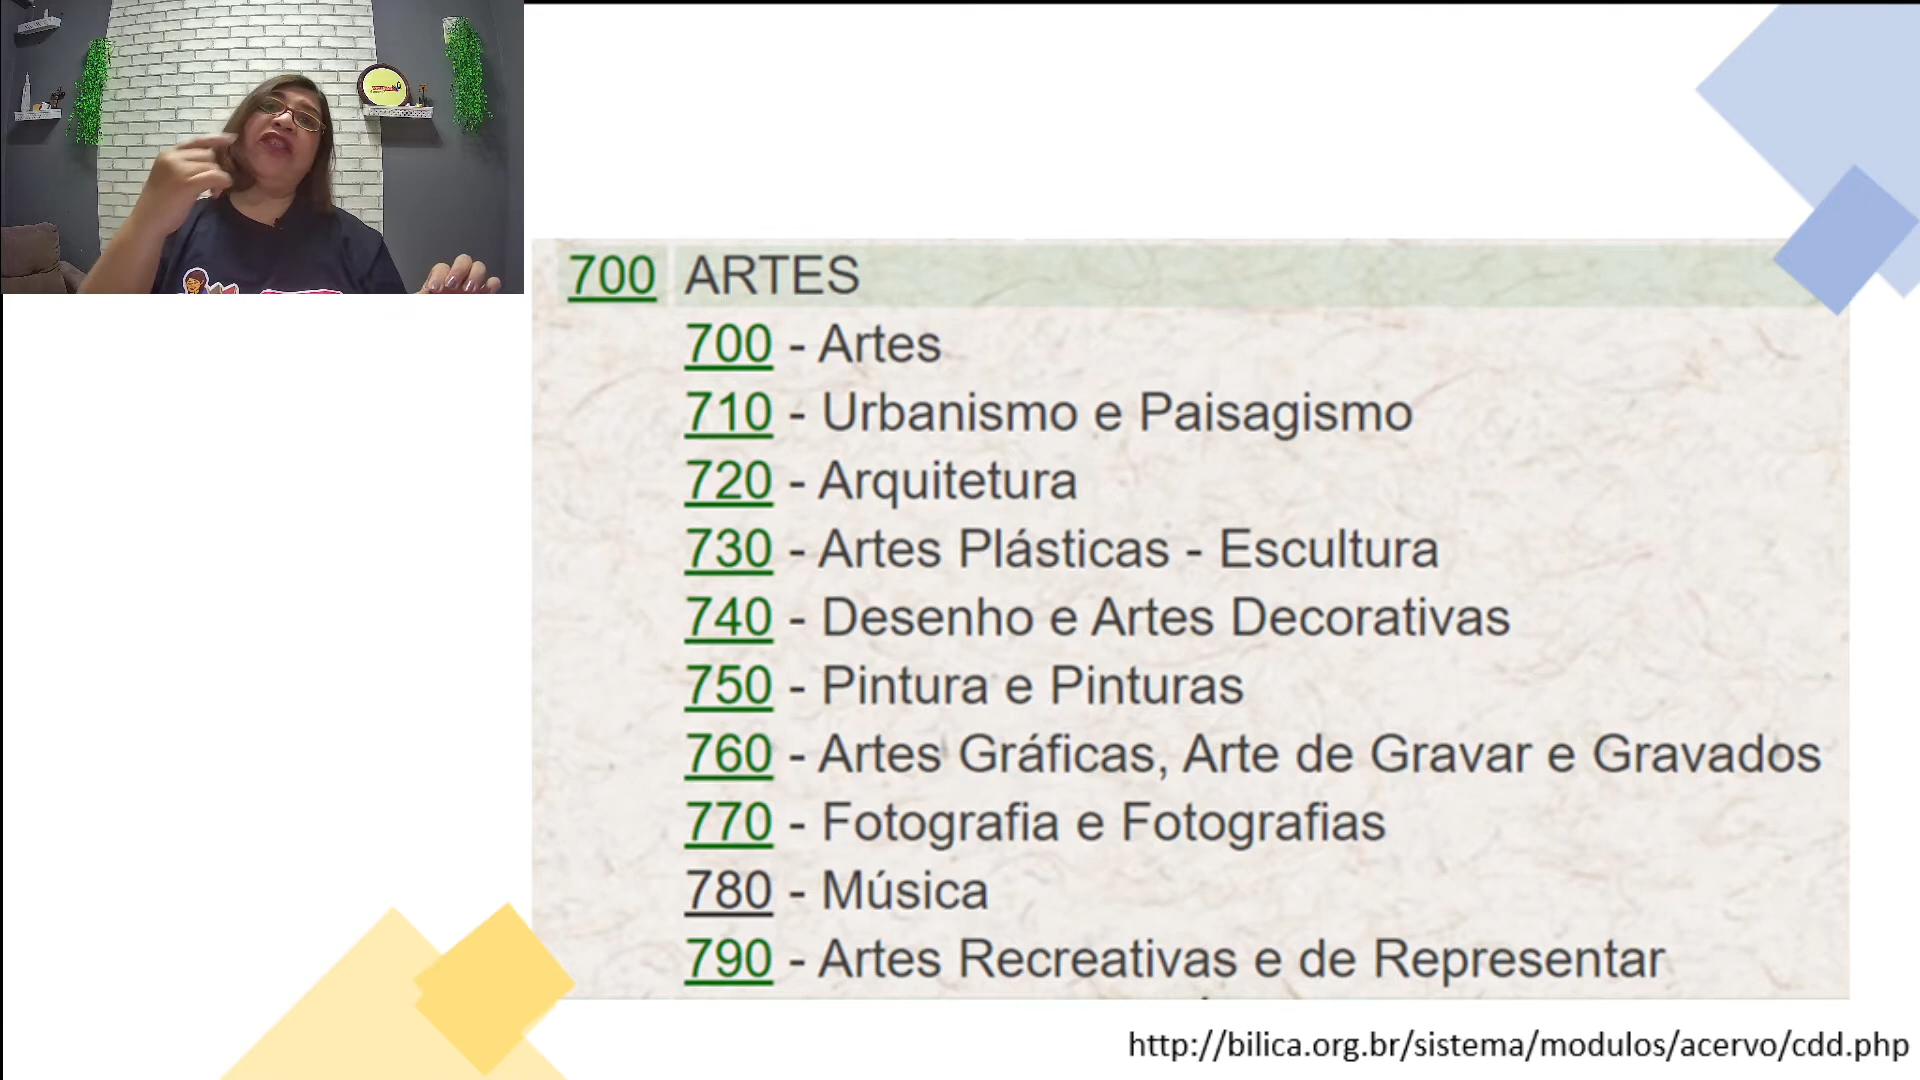 700 ARTES
700 - Artes
710 - Urbanismo e Paisagismo
720 - Arquitetura
730 - Artes Plásticas - Escultura
740 - Desenho e Artes Decorativas
750 - Pintura e Pinturas
760 - Artes Gráficas, Arte de Gravar e Gravados
770 - Fotografia e Fotografias
780 - Música
790 - Artes Recreativas e de Representar
http://bilica.org.br/sistema/modulos/acervo/cdd.php